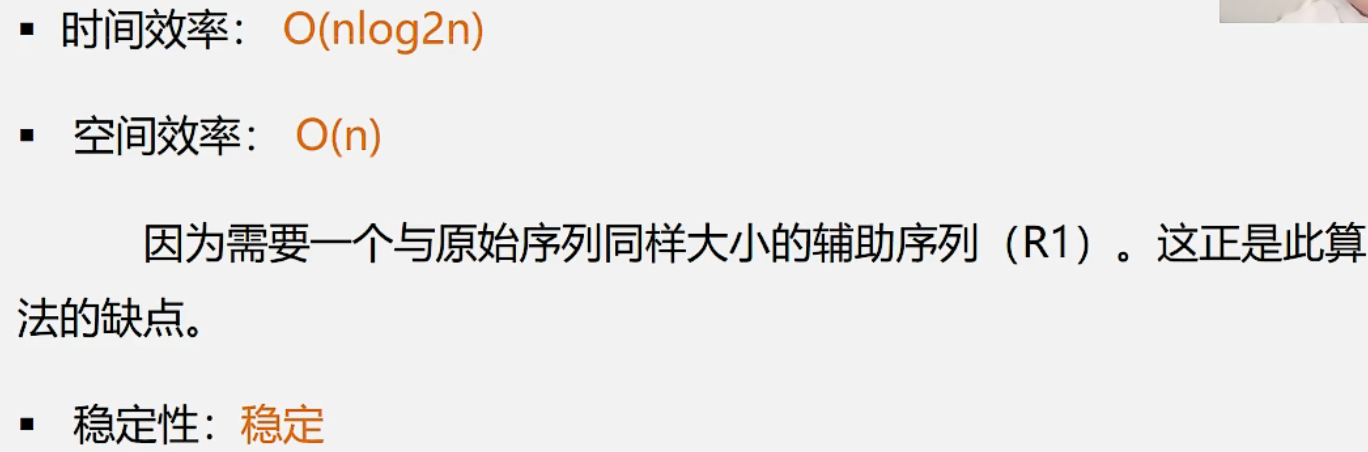 ▪ 时间效率： O(nlog2n)
▪ 空间效率： O(n)
因为需要一个与原始序列同样大小的辅助序列（R1）。这正是此算
法的缺点。
▪ 稳定性：稳定